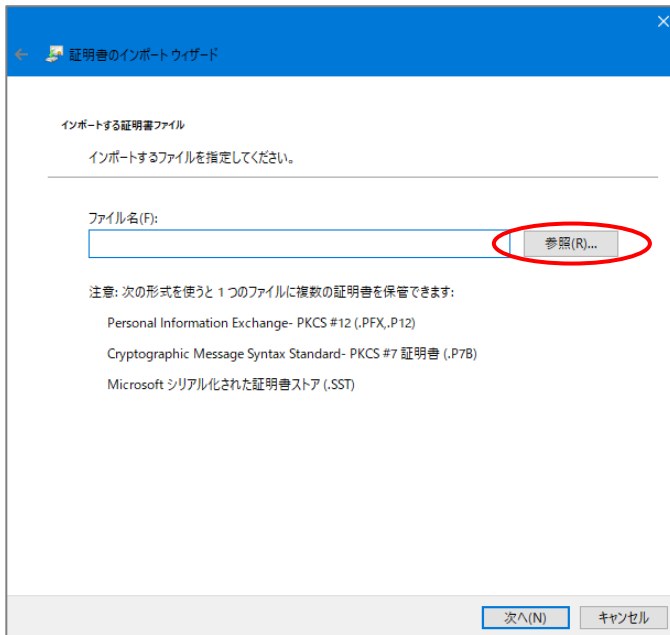 証明書のインポート ウィザード
インポートする証明書ファイル
インポートするファイルを指定してください。
ファイル名(F):
参照(R)...
注意: 次の形式を使うと 1 つのファイルに複数の証明書を保管できます:
Personal Information Exchange- PKCS #12 (.PFX,.P12)
Cryptographic Message Syntax Standard- PKCS #7 証明書 (.P7B)
Microsoft シリアル化された証明書ストア (.SST)
次へ(N)
キャンセル